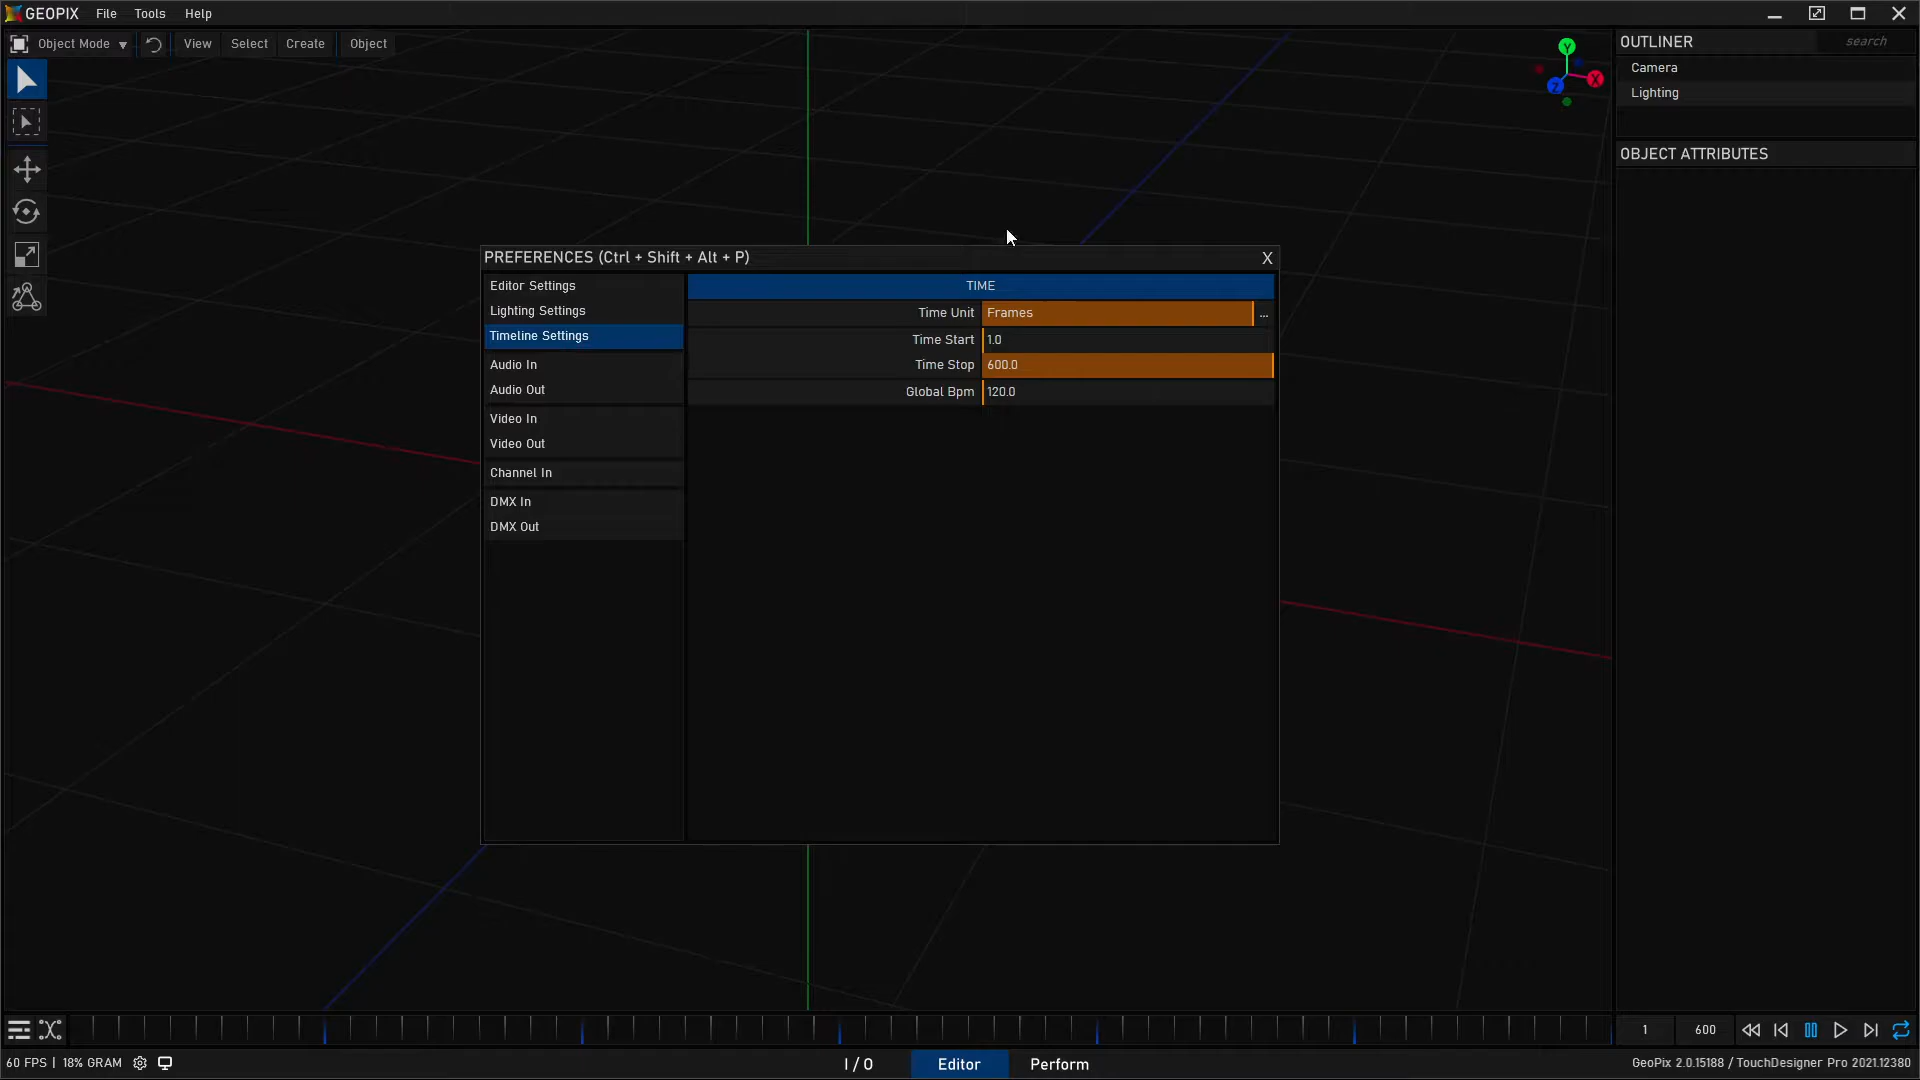 GEOPIX File Tools Help
Object Mode View Select Create Object
OUTLINER search
Camera
Lighting
OBJECT ATTRIBUTES
Y
X
Z
PREFERENCES (Ctrl + Shift + Alt + P) X
Editor Settings
Lighting Settings
Timeline Settings
Audio In
Audio Out
Video In
Video Out
Channel In
DMX In
DMX Out
TIME
Time Unit Frames ...
Time Start 1.0
Time Stop 600.0
Global Bpm 120.0
1 600
60 FPS | 18% GRAM I / O Editor Perform GeoPix 2.0.15188 / TouchDesigner Pro 2021.12380